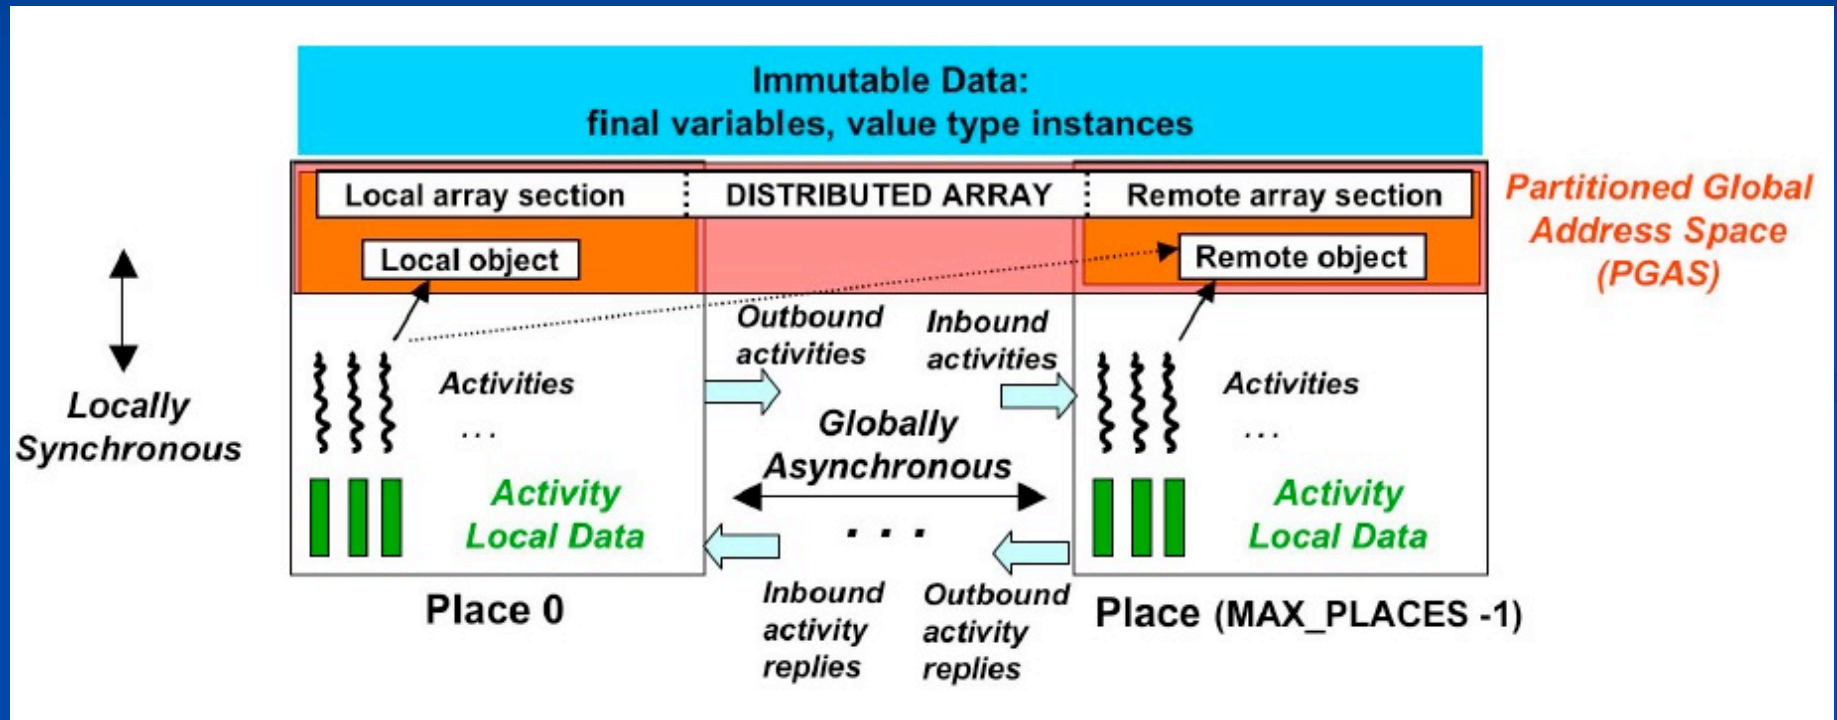 Immutable Data:
final variables, value type instances
Local array section
DISTRIBUTED ARRAY
Remote array section
Partitioned Global
Address Space
(PGAS)
Local object
Remote object
Outbound
activities
Inbound
activities
Locally
Synchronous
Activities
...
Globally
Asynchronous
Activities
...
Activity
Local Data
...
Activity
Local Data
Place 0
Inbound
activity
replies
Outbound
activity
replies
Place (MAX_PLACES -1)